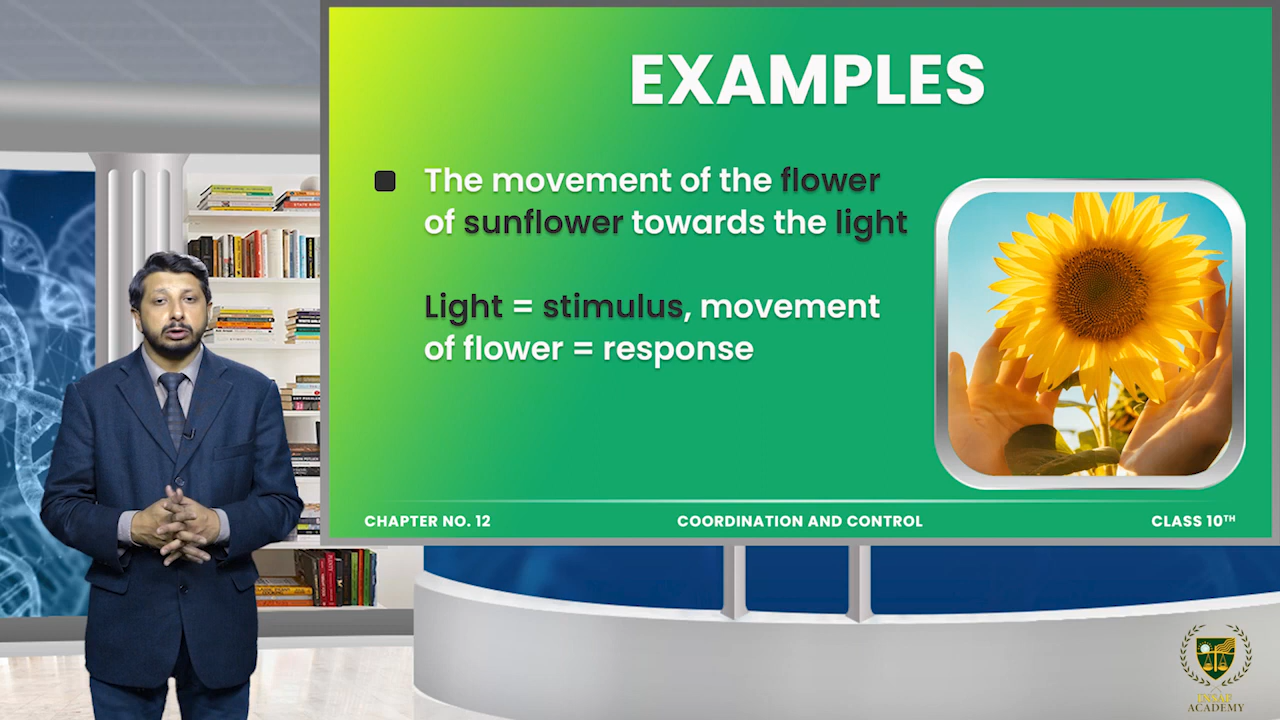 EXAMPLES
The movement of the flower
of sunflower towards the light
Light = stimulus, movement
of flower = response
CHAPTER NO. 12
COORDINATION AND CONTROL
CLASS 10TH
ACADEMY